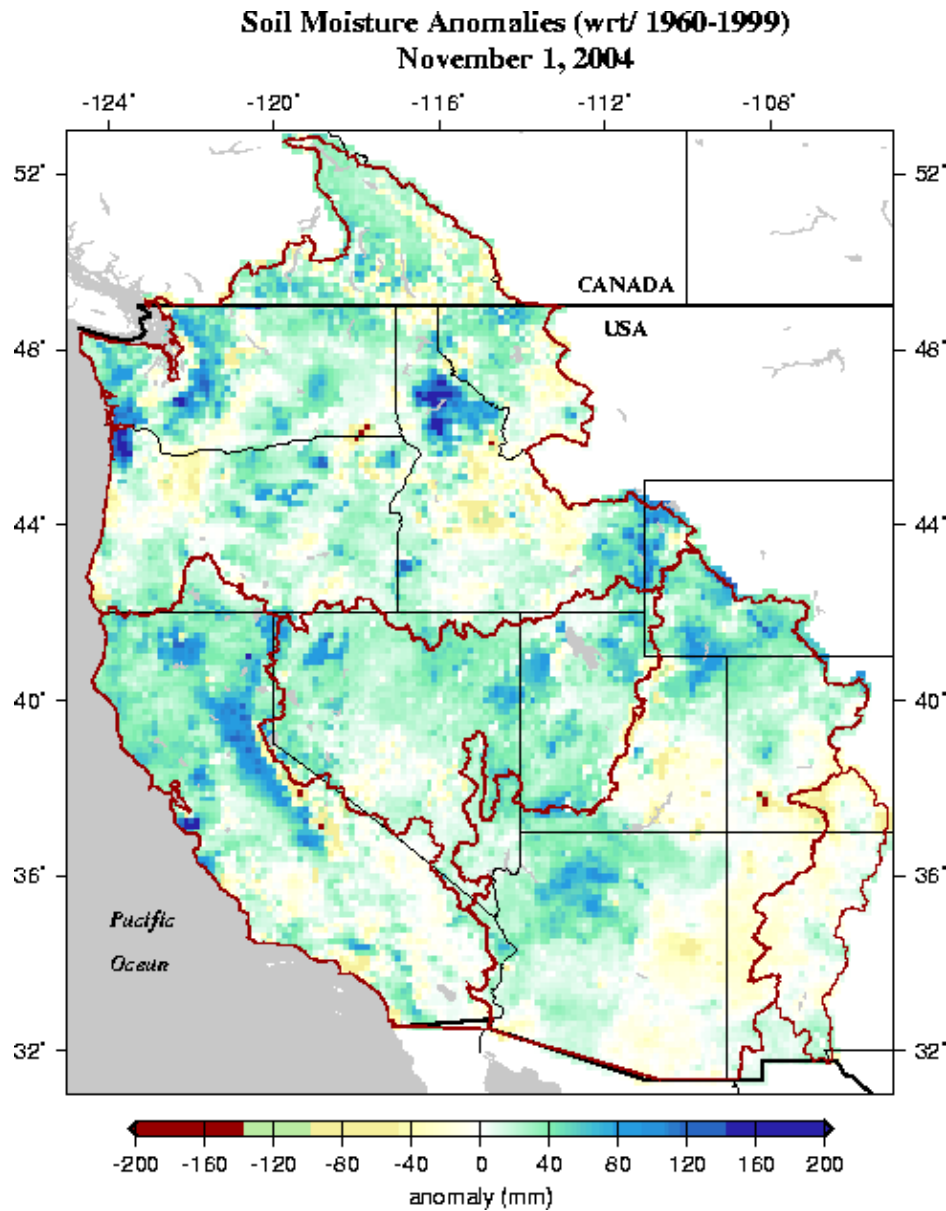 Soil Moisture Anomalies (wrt/ 1960-1999)
November 1, 2004
-124° -120° -116° -112° -108°
52° 52°
CANADA
USA
48° 48°
44° 44°
40° 40°
36° 36°
Pacific
Ocean
32° 32°
-200 -160 -120 -80 -40 0 40 80 120 160 200
anomaly (mm)